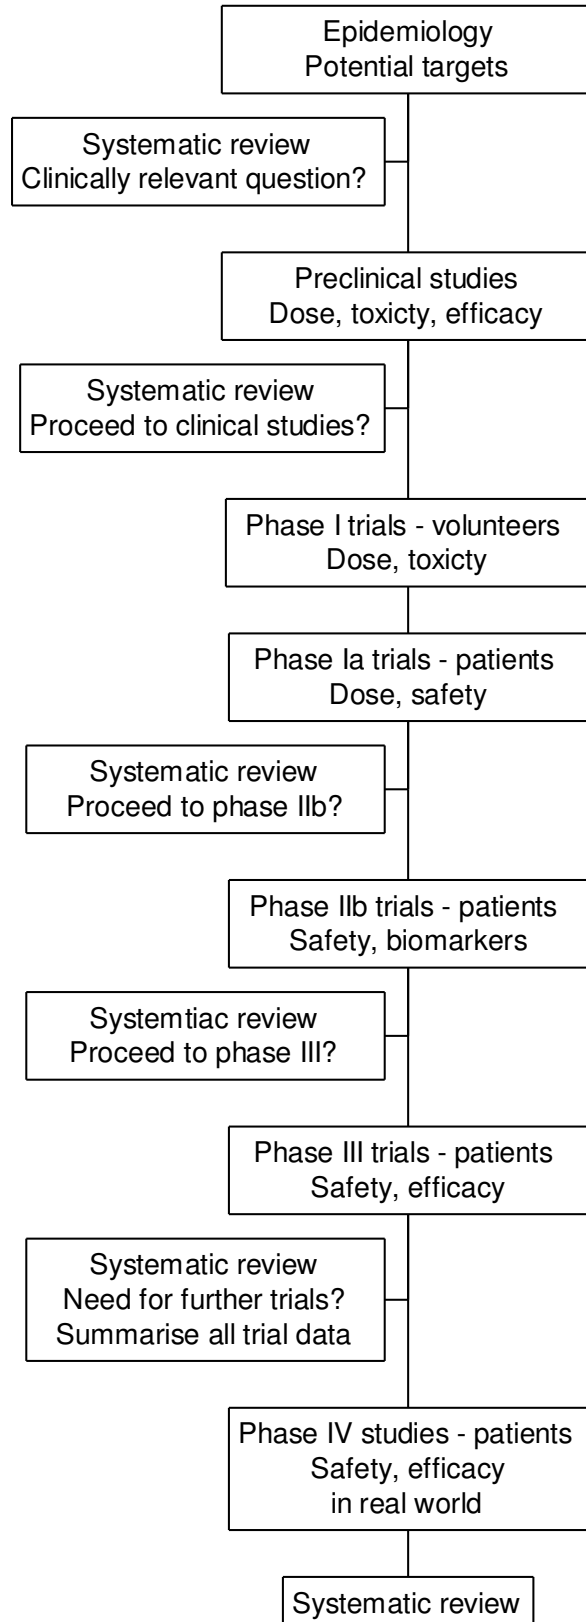 Epidemiology
Potential targets
Systematic review
Clinically relevant question?
Preclinical studies
Dose, toxicty, efficacy
Systematic review
Proceed to clinical studies?
Phase I trials - volunteers
Dose, toxicty
Phase Ia trials - patients
Dose, safety
Systematic review
Proceed to phase IIb?
Phase IIb trials - patients
Safety, biomarkers
Systemtiac review
Proceed to phase III?
Phase III trials - patients
Safety, efficacy
Systematic review
Need for further trials?
Summarise all trial data
Phase IV studies - patients
Safety, efficacy
in real world
Systematic review